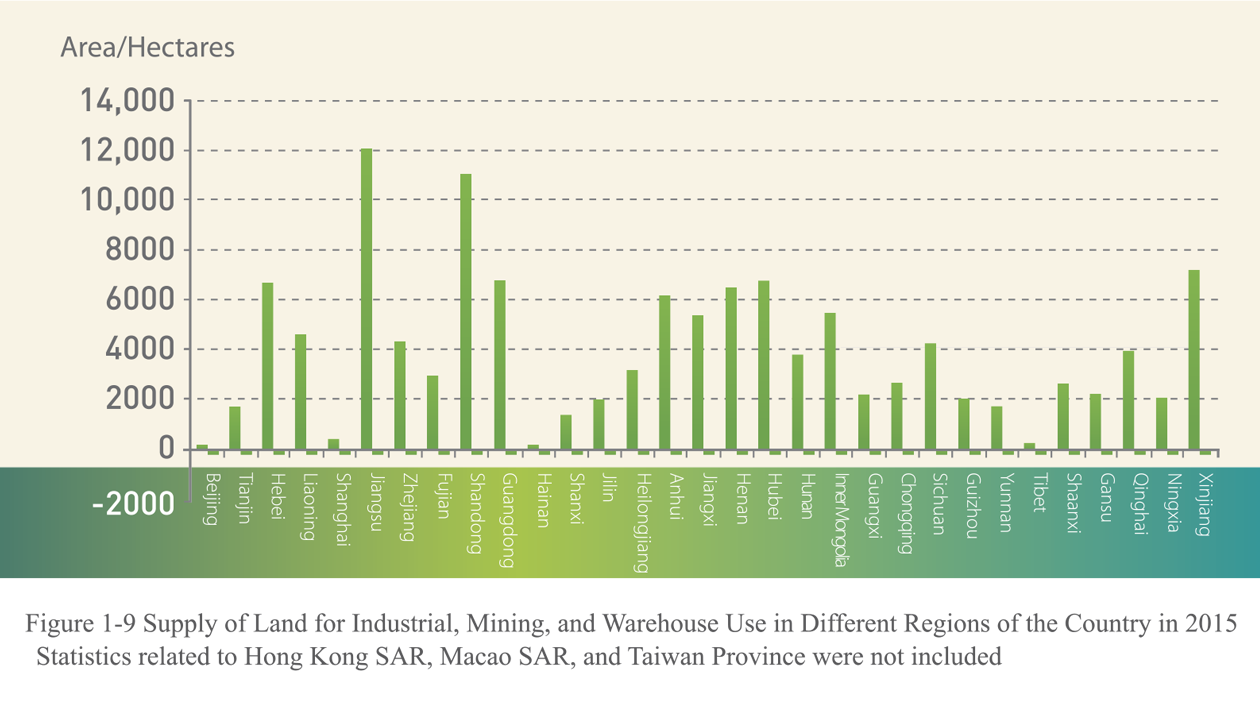 Area/Hectares
14,000
12,000
10,000
8000
6000
4000
2000
0
-2000
Beijing
Tianjin
Hebei
Liaoning
Shanghai
Jiangsu
Zhejiang
Fujian
Shandong
Guangdong
Hainan
Shanxi
Jilin
Heilongjiang
Anhui
Jiangxi
Henan
Hubei
Hunan
Inner Mongolia
Guangxi
Chongqing
Sichuan
Guizhou
Yunnan
Tibet
Shaanxi
Gansu
Qinghai
Ningxia
Xinjiang
Figure 1-9 Supply of Land for Industrial, Mining, and Warehouse Use in Different Regions of the Country in 2015
Statistics related to Hong Kong SAR, Macao SAR, and Taiwan Province were not included